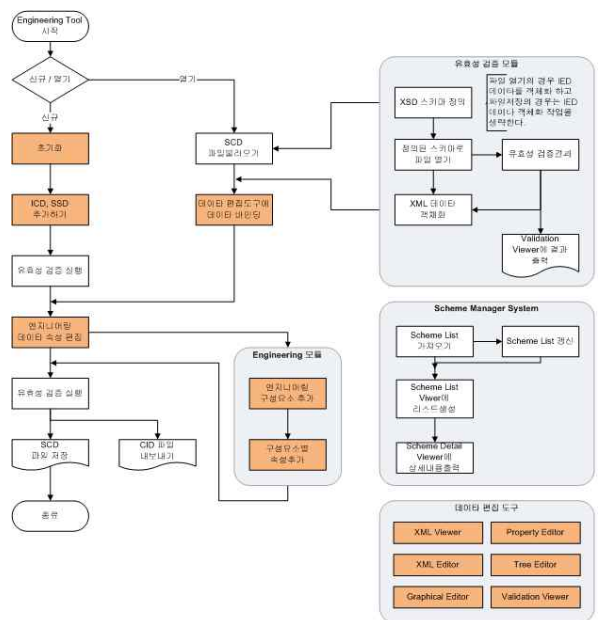 Engineering Tool
시작
신규 / 열기
열기
신규
초기화
SCD
파일불러오기
ICD, SSD
추가하기
데이타 편집도구에
데이타 바인딩
유효성 검증 실행
엔지니어링
데이타 속성 편집
유효성 검증 실행
SCD
파일 저장
CID 파일
내보내기
종료
Engineering 모듈
엔지니어링
구성요소 추가
구성요소별
속성추가
유효성 검증 모듈
XSD 스키마 정의
파일 열기의 경우 IED
데이타를 객체화 하고
파일저장의 경우는 IED
데이타 객체화 작업을
생략한다.
정의된 스키마로
파일 열기
유효성 검증결과
XML 데이타
객체화
Validation
Viewer에 결과
출력
Scheme Manager System
Scheme List
가져오기
Scheme List 갱신
Scheme List
Viwer에
리스트생성
Scheme Detail
Viewer에
상세내용출력
데이타 편집 도구
XML Viewer
Property Editor
XML Editor
Tree Editor
Graphical Editor
Validation Viewer